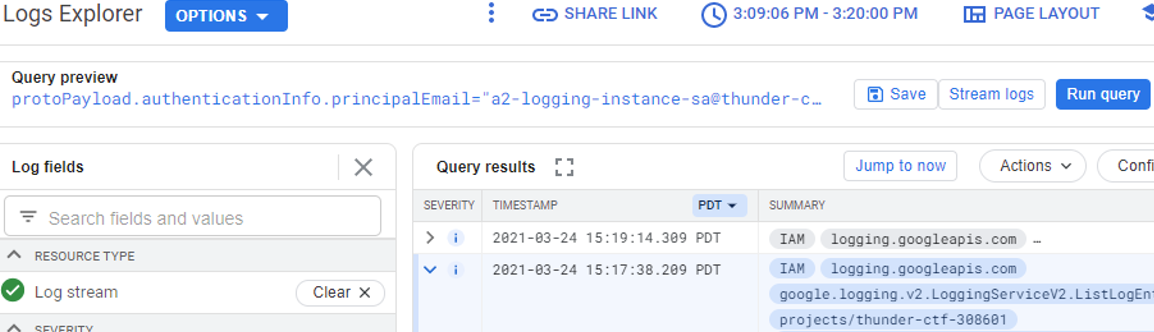 Logs Explorer OPTIONS SHARE LINK 3:09:06 PM - 3:20:00 PM PAGE LAYOUT
Query preview
protoPayload.authenticationInfo.principalEmail="a2-logging-instance-sa@thunder-c… Save Stream logs Run query
Log fields
Query results Jump to now Actions Confi
Search fields and values
SEVERITY TIMESTAMP PDT SUMMARY
2021-03-24 15:19:14.309 PDT IAM logging.googleapis.com …
RESOURCE TYPE
2021-03-24 15:17:38.209 PDT IAM logging.googleapis.com
Log stream Clear
google.logging.v2.LoggingServiceV2.ListLogEnt
projects/thunder-ctf-308601
SEVERITY